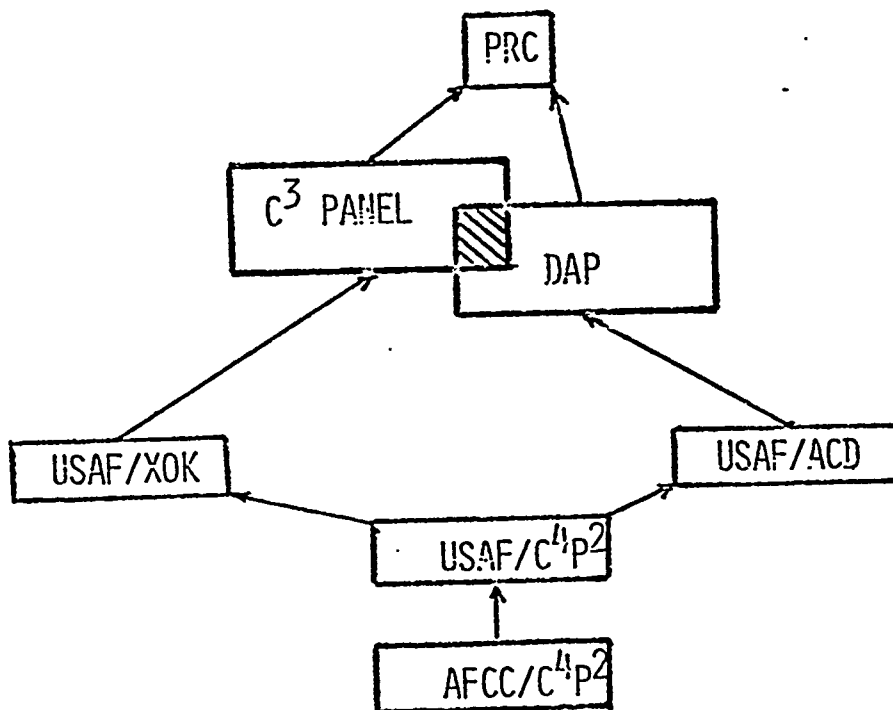 PRC
C³ PANEL
DAP
USAF/XOK
USAF/ACD
USAF/C⁴P²
AFCC/C⁴P²